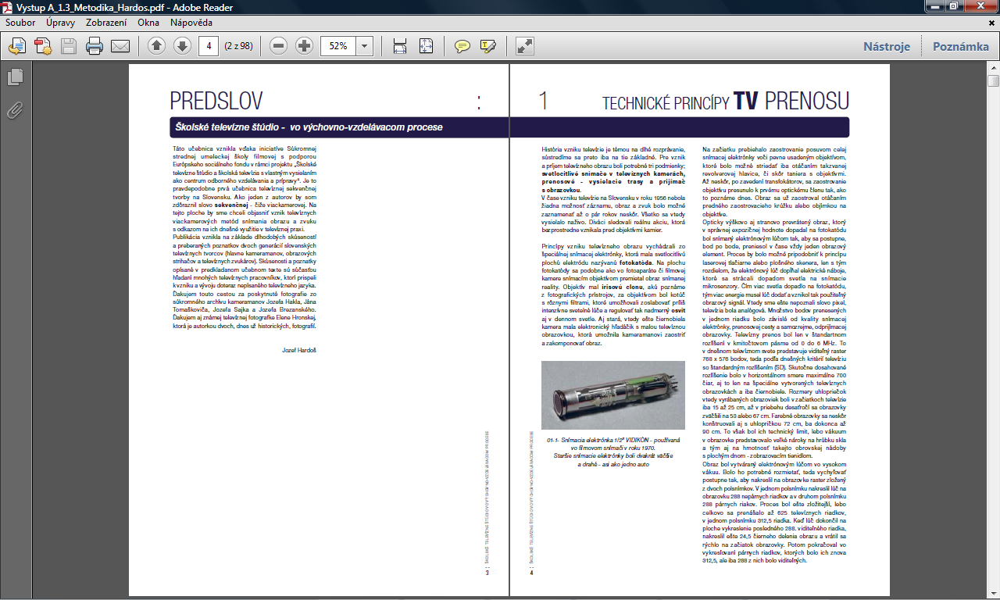 Vystup A_1.3_Metodika_Hardos.pdf - Adobe Reader
Soubor Úpravy Zobrazení Okna Nápověda
4 (2 z 98) 52% Nástroje Poznámka
PREDSLOV :
Školské televízne štúdio - vo výchovno-vzdelávacom procese
Táto učebnica vznikla vďaka iniciatíve Súkromnej
strednej umeleckej školy filmovej s podporou
Európskeho sociálneho fondu v rámci projektu „Školské
televízne štúdio a školská televízia s vlastným vysielaním
ako centrum odborného vzdelávania a prípravy“. Je to
pravdepodobne prvá učebnica televíznej sekvenčnej
tvorby na Slovensku. Ako jeden z autorov by som
zdôraznil slovo sekvenčnej - čiže viackamerovej. Na
tejto ploche by sme chceli objasniť vznik televíznych
viackamerových metód snímania obrazu a zvuku
s odkazom na ich dnešné využitie v televíznej praxi.
Publikácia vznikla na základe dlhodobých skúseností
a preberaných poznatkov dvoch generácií slovenských
televíznych tvorcov (hlavne kameramanov, obrazových
strihačov a televíznych zvukárov). Skúsenosti a poznatky
opísané v predkladanom učebnom texte sú súčasťou
hľadaní mnohých televíznych pracovníkov, ktorí prispeli
k vzniku a vývoju doteraz nepísaného televízneho jazyka.
Ďakujem touto cestou za poskytnuté fotografie zo
súkromného archívu kameramanov Jozefa Hakla, Jána
Tomaškoviča, Jozefa Sajka a Jozefa Brezanského.
Ďakujem aj známej televíznej fotografke Elene Hronskej,
ktorá je autorkou dvoch, dnes už historických, fotografií.
Jozef Hardoš
ŠKOLSKÉ TELEVÍZNE ŠTÚDIO VO VÝCHOVNO-VZDELÁVACOM PROCESE
3
1 TECHNICKÉ PRINCÍPY TV PRENOSU
História vzniku televízie je témou na dlhé rozprávanie,
sústredíme sa preto iba na tie základné. Pre vznik
a príjem televízneho obrazu boli potrebné tri podmienky;
svetlocitlivé snímače v televíznych kamerách,
prenosové - vysielacie trasy a prijímač
s obrazovkou.
V čase vzniku televízie na Slovensku v roku 1956 nebola
žiadna možnosť záznamu, obraz a zvuk bolo možné
zaznamenať až o pár rokov neskôr. Všetko sa vtedy
vysielalo naživo. Diváci sledovali reálnu akciu, ktorá
bezprostredne vznikala pred objektívmi kamier.
Princípy vzniku televízneho obrazu vychádzali zo
špeciálnej snímacej elektrónky, ktorá mala svetlocitlivú
plochú elektródu nazývanú fotokatóda. Na plochu
fotokatódy sa podobne ako vo fotoaparáte či filmovej
kamere snímacím objektívom premietal obraz snímanej
reality. Objektív mal irisovú clonu, akú poznáme
z fotografických prístrojov, za objektívom bol kotúč
s rôznymi filtrami, ktoré umožňovali zoslabovať príliš
intenzívne svetelné lúče a regulovať tak nadmerný osvit
aj v dennom svetle. Aj stará, vtedy ešte čiernobiela
kamera mala elektronický hľadáčik s malou televíznou
obrazovkou, ktorá umožnila kameramanovi zaostriť
a zakomponovať obraz.
01-1- Snímacia elektrónka 1/2" VIDIKÓN - používaná
vo filmovom snímači v roku 1970.
Staršie snímacie elektrónky boli dvakrát väčšie
a drahé - asi ako jedno auto
ŠKOLSKÉ TELEVÍZNE ŠTÚDIO VO VÝCHOVNO-VZDELÁVACOM PROCESE
4
Na začiatku prebiehalo zaostrovanie posuvom celej
snímacej elektrónky voči pevne usadeným objektívom,
ktoré bolo možné striedať iba otáčaním takzvanej
revolverovej hlavice, či skôr taniera s objektívmi.
Až neskôr, po zavedení transfokátorov, sa zaostrovanie
objektívu presunulo k prvému optickému členu tak, ako
to poznáme dnes. Obraz sa už zaostroval otáčaním
predného zaostrovacieho krúžku alebo objímkou na
objektíve.
Opticky výškovo aj stranovo prevrátený obraz, ktorý
v správnej expozičnej hodnote dopadal na fotokatódu
bol snímaný elektrónovým lúčom tak, aby sa postupne,
bod po bode, preniesol v čase vždy jeden obrazový
element. Proces by bolo možné pripodobniť k princípu
laserovej tlačiarne alebo plošného skenera, len s tým
rozdielom, že elektrónový lúč dopĺňal elektrické náboje,
ktoré sa strácali dopadom svetla na snímacie
mikrosenzory. Čím viac svetla dopadlo na fotokatódu,
tým viac energie musel lúč dodať a vznikol tak použiteľný
obrazový signál. Vtedy sme ešte nepoznali slovo pixel,
televízia bola analógová. Množstvo bodov prenesených
v jednom riadku bolo závislá od kvality snímacej
elektrónky, prenosovej cesty a samozrejme, odprijímacej
obrazovky. Televízny prenos bol len v štandartnom
rozlíšení v kmitočtovom pásme od 0 do 6 MHz. To
v dnešnom televíznom svete predstavuje viditeľný raster
768 x 576 bodov, teda podľa dnešných kritérií televíziu
so štandardným rozlíšením (SD). Skutočne dosahované
rozlíšenie bolo v horizontálnom smere maximálne 700
čiar, aj to len na špeciálne vytvorených televíznych
obrazovkách a iba čiernobiele. Rozmery uhlopriečok
vtedy vyrábaných obrazoviek boli v začiatkoch televízie
iba 15 až 25 cm, až v priebehu desaťročí sa obrazovky
zväčšili na 53 alebo 67 cm. Farebné obrazovky sa neskôr
konštruovali aj s uhlopriečkou 72 cm, ba dokonca až
90 cm. To však bol ich technický limit, lebo vákuum
v obrazovke predstavovalo veľké nároky na hrúbku skla
a tým aj na hmotnosť takejto obrovskej nádoby
s plochým dnom - zobrazovacím tienidlom.
Obraz bol vytváraný elektrónovým lúčom vo vysokom
vákuu. Bolo ho potrebné rozmietať, teda vychyľovať
postupne tak, aby nakreslil na obrazovke raster zložený
z dvoch polsnímkov. V jednom polsnímku nakreslil lúč na
obrazovku 288 nepárnych riadkov a v druhom polsnímku
288 párnych riakov. Proces bol ešte zložitejší, lebo
celkovo sa prenášalo až 625 televíznych riadkov,
v jednom polsnímku 312,5 riadka. Keď lúč dokončil na
ploche vykreslenie posledného 288. viditeľného riadka,
nakreslil ešte 24,5 čierneho delenia obrazu a vrátil sa
rýchlo na začiatok obrazovky. Potom pokračoval vo
vykresľovaní párnych riadkov, ktorých bolo ich znova
312,5, ale iba 288 z nich bolo viditeľných.